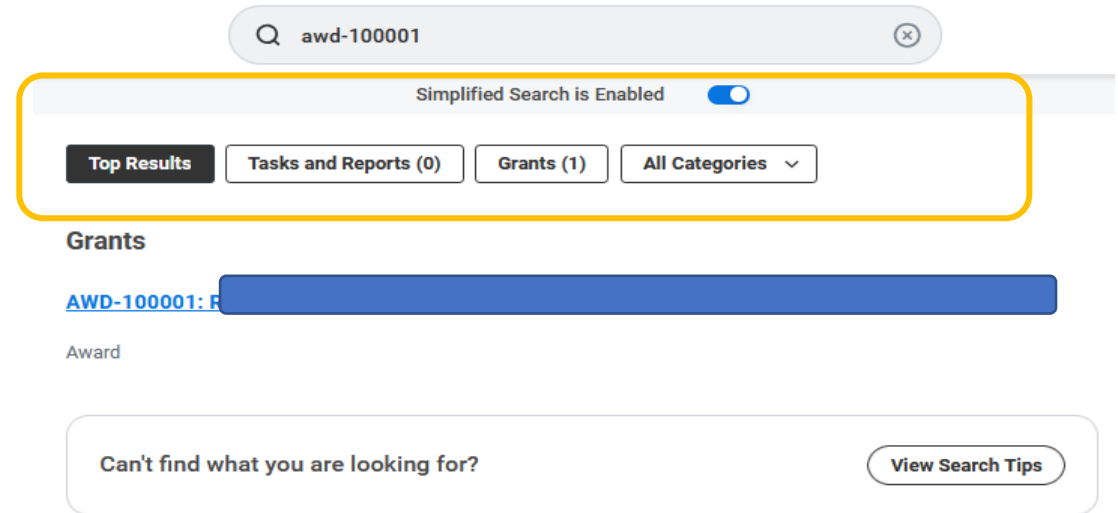 awd-100001
Simplified Search is Enabled
Top Results Tasks and Reports (0) Grants (1) All Categories
Grants
AWD-100001:
Award
Can't find what you are looking for? View Search Tips